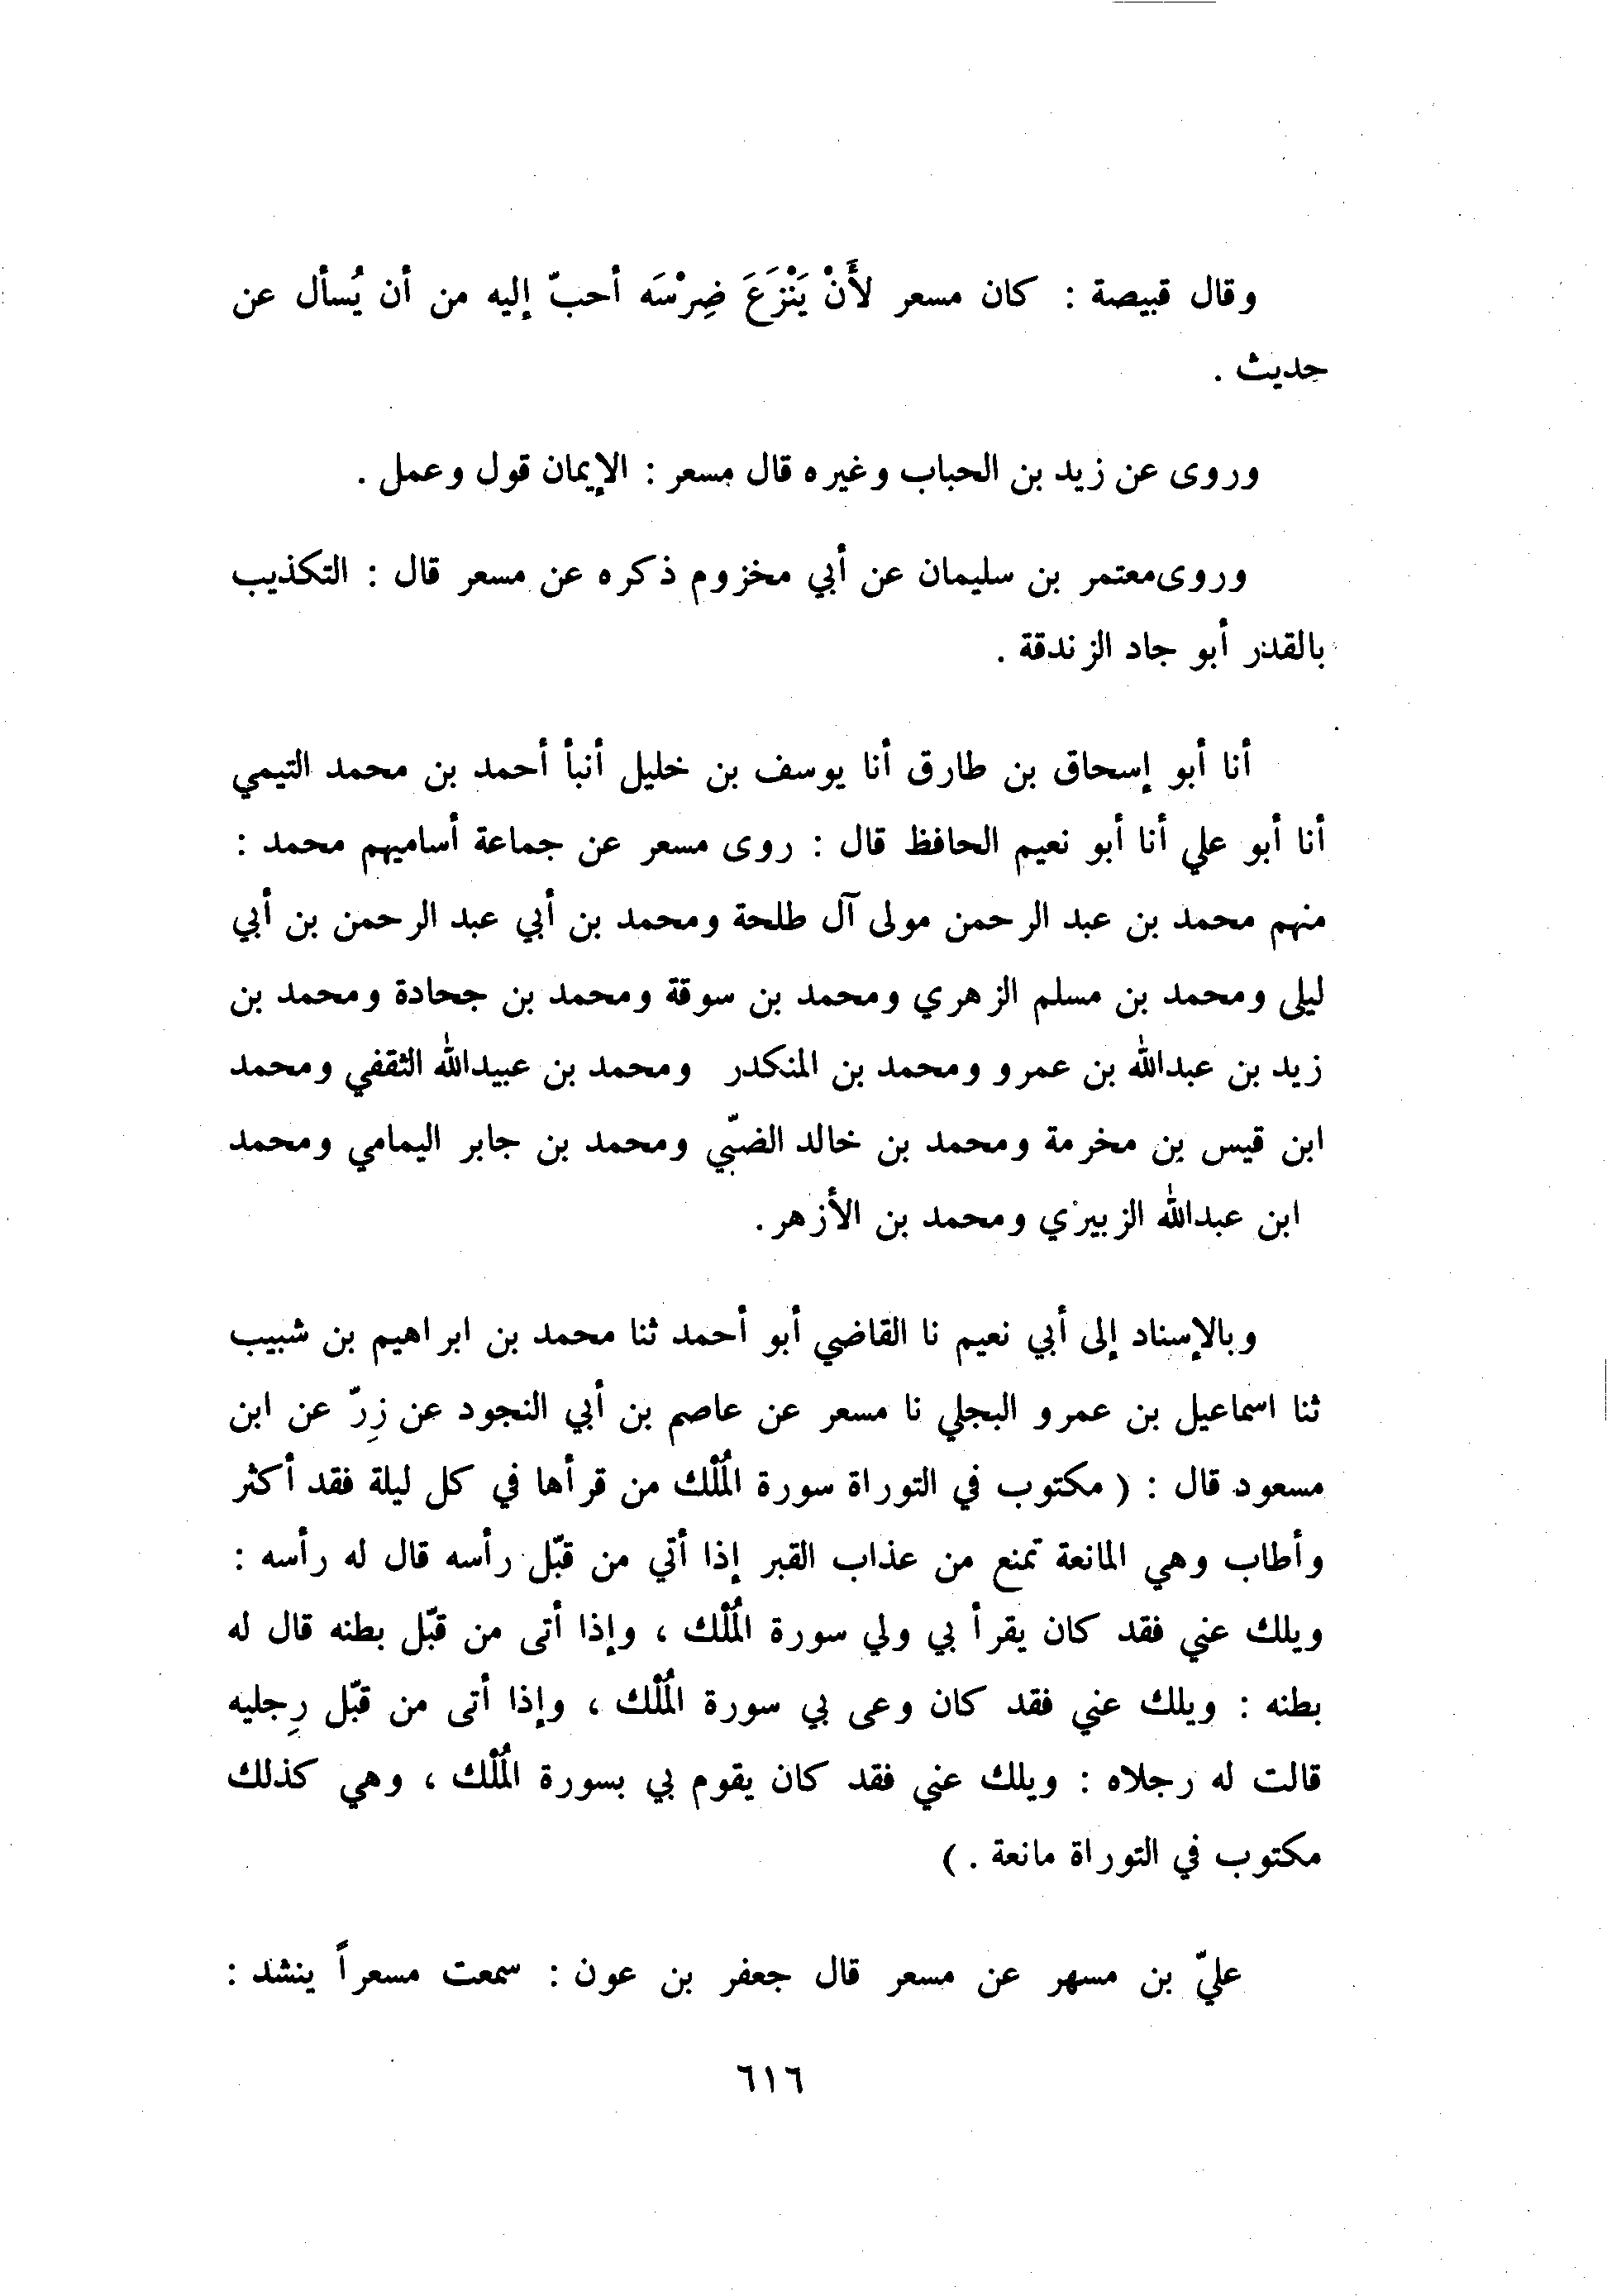 وقال قبيصة : كان مسعر لأَنْ يَنْزَعَ ضِرْسَه أحبّ إليه من أن يُسأل عن
حديث .
وروى عن زيد بن الحباب وغيره قال مسعر : الإيمان قول وعمل .
وروى معتمر بن سليمان عن أبي مخزوم ذكره عن مسعر قال : التكذيب
بالقدر أبو جاد الزندقة .
أنا أبو إسحاق بن طارق أنا يوسف بن خليل أنبأ أحمد بن محمد التيمي
أنا أبو علي أنا أبو نعيم الحافظ قال : روى مسعر عن جماعة أساميهم محمد :
منهم محمد بن عبد الرحمن مولى آل طلحة ومحمد بن أبي عبد الرحمن بن أبي
ليلى ومحمد بن مسلم الزهري ومحمد بن سوقة ومحمد بن جحادة ومحمد بن
زيد بن عبدالله بن عمرو ومحمد بن المنكدر ومحمد بن عبيدالله الثقفي ومحمد
ابن قيس بن مخرمة ومحمد بن خالد الضبّي ومحمد بن جابر اليمامي ومحمد
ابن عبدالله الزبيري ومحمد بن الأزهر .
وبالإسناد إلى أبي نعيم نا القاضي أبو أحمد ثنا محمد بن ابراهيم بن شبيب
ثنا اسماعيل بن عمرو البجلي نا مسعر عن عاصم بن أبي النجود عن زِرّ عن ابن
مسعود قال : ( مكتوب في التوراة سورة المُلْك من قرأها في كل ليلة فقد أكثر
وأطاب وهي المانعة تمنع من عذاب القبر إذا أتي من قبّل رأسه قال له رأسه :
ويلك عني فقد كان يقرأ بي ولي سورة المُلْك ، وإذا أتى من قبّل بطنه قال له
بطنه : ويلك عني فقد كان وعى بي سورة المُلْك ، وإذا أتى من قبّل رِجليه
قالت له رجلاه : ويلك عني فقد كان يقوم بي بسورة المُلْك ، وهي كذلك
مكتوب في التوراة مانعة . )
عليّ بن مسهر عن مسعر قال جعفر بن عون : سمعت مسعراً ينشد :
٦١٦